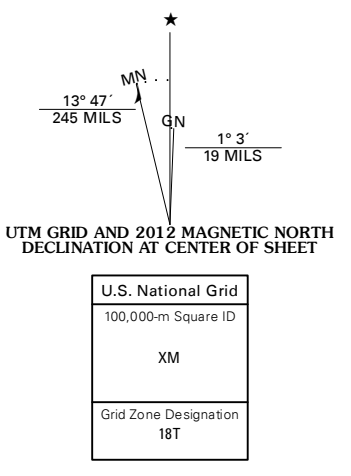 ★
MN
13° 47´
245 MILS
GN
1° 3´
19 MILS
UTM GRID AND 2012 MAGNETIC NORTH
DECLINATION AT CENTER OF SHEET
U.S. National Grid
100,000-m Square ID
XM
Grid Zone Designation
18T